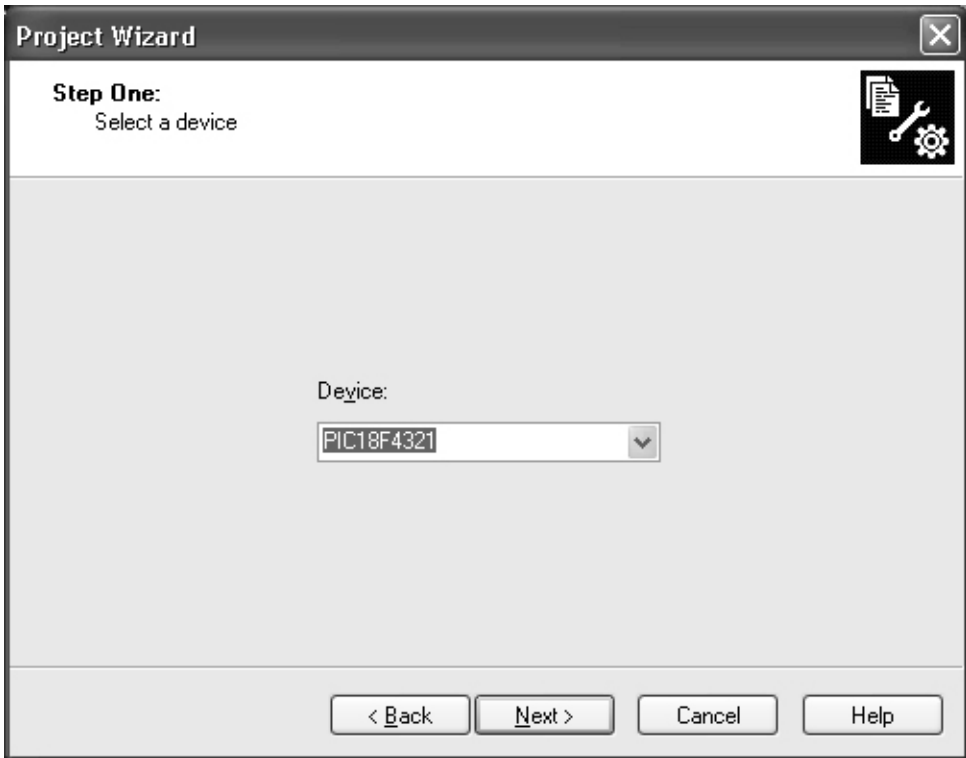 Project Wizard
Step One:
Select a device
Device:
PIC18F4321
< Back
Next >
Cancel
Help